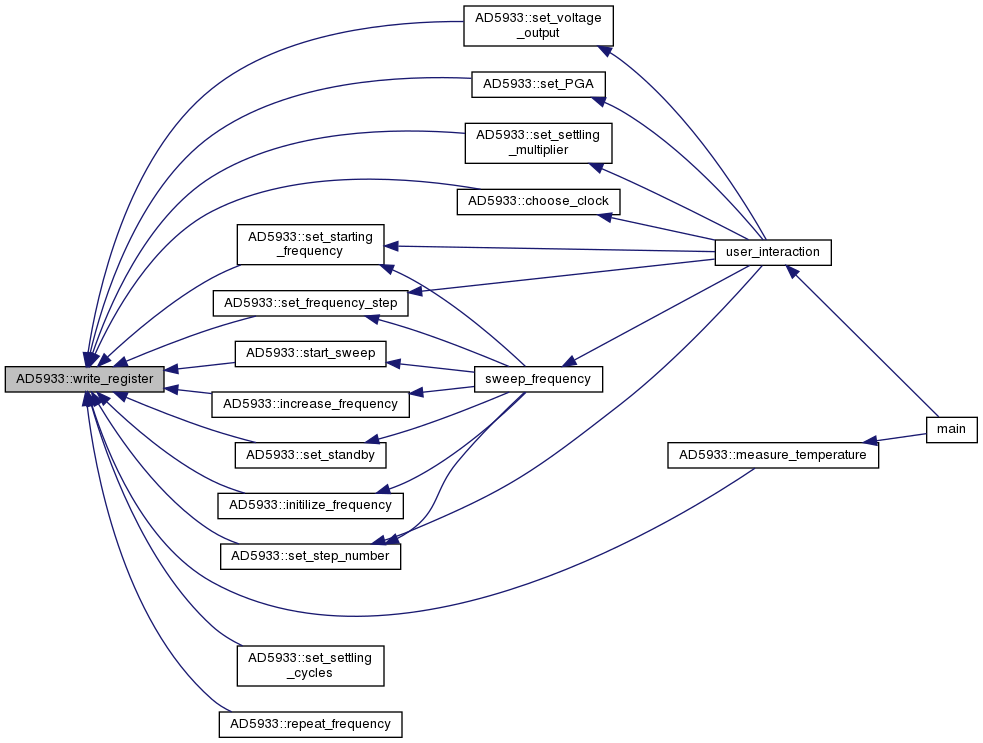 AD5933::set_voltage
_output
AD5933::set_PGA
AD5933::set_settling
_multiplier
AD5933::choose_clock
AD5933::set_starting
_frequency
user_interaction
AD5933::set_frequency_step
AD5933::start_sweep
AD5933::write_register
sweep_frequency
AD5933::increase_frequency
main
AD5933::set_standby
AD5933::measure_temperature
AD5933::initilize_frequency
AD5933::set_step_number
AD5933::set_settling
_cycles
AD5933::repeat_frequency